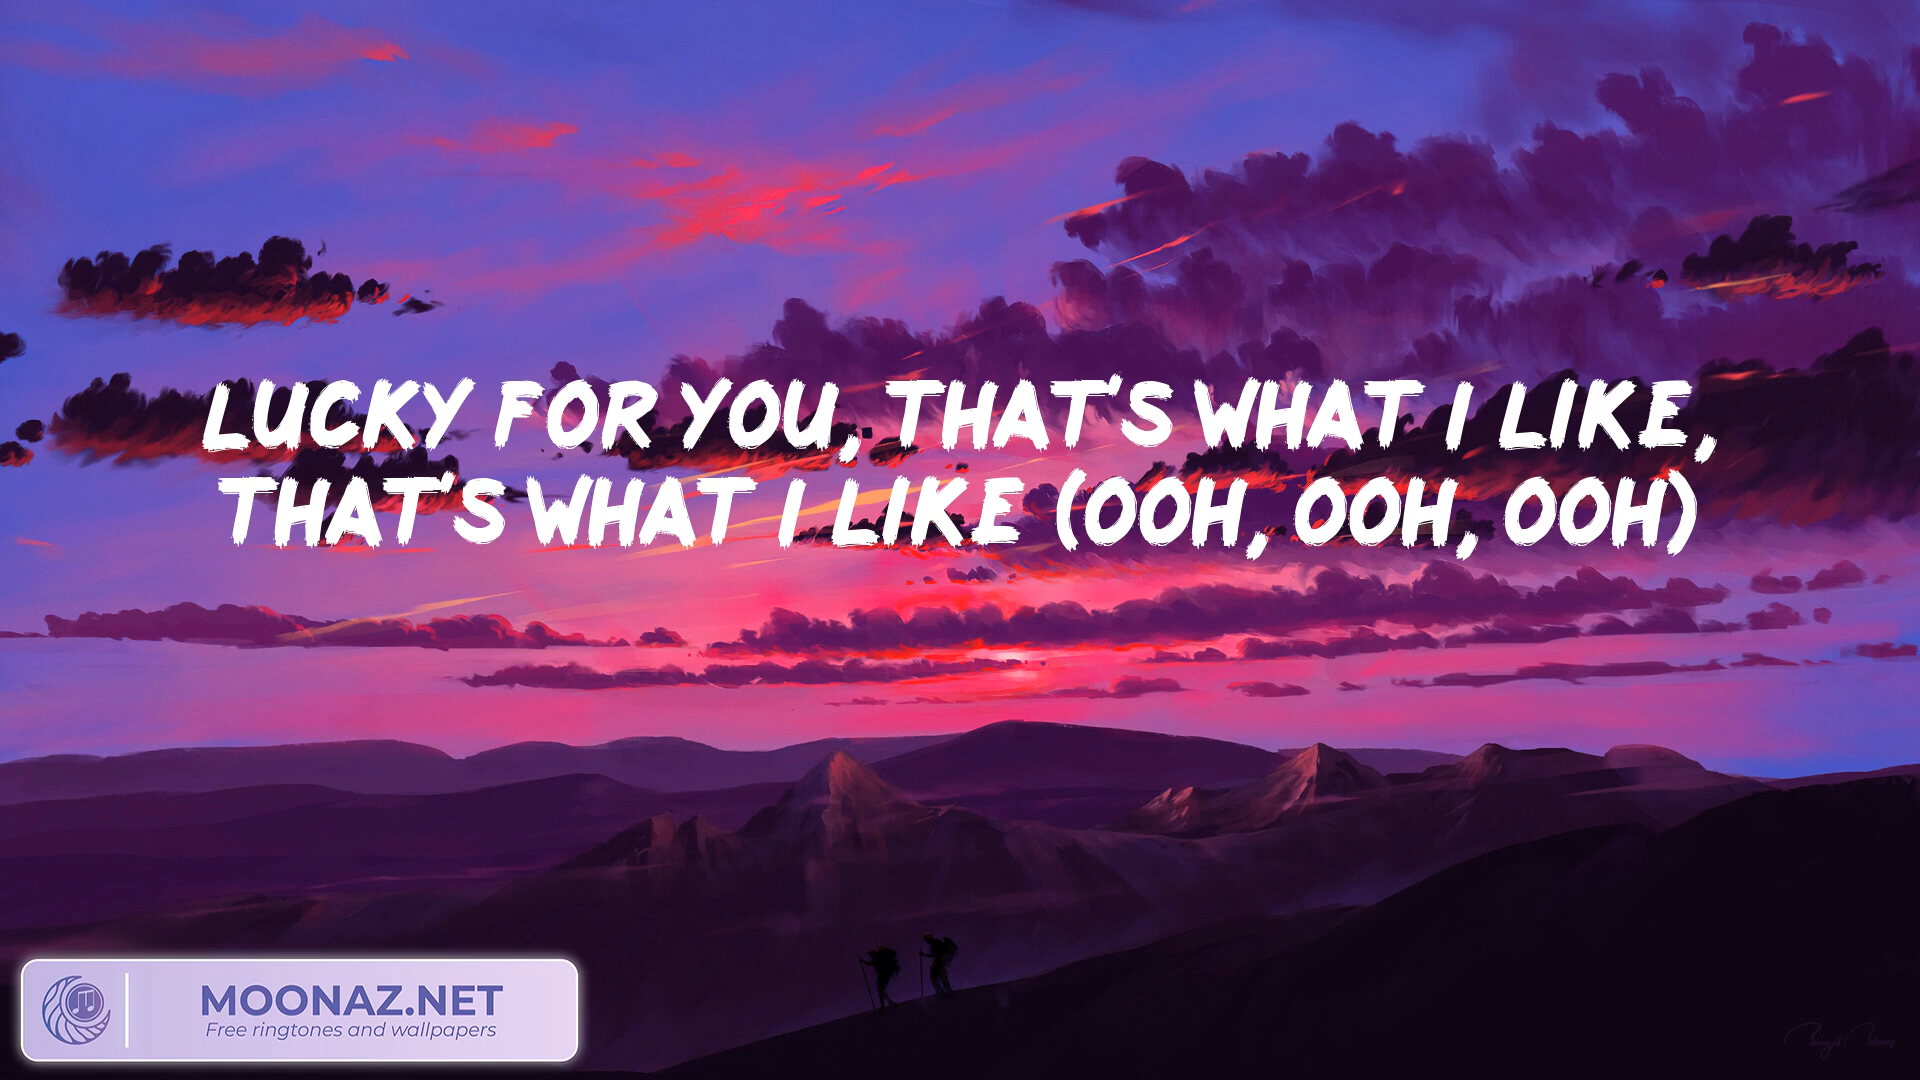 LUCKY FOR YOU, THAT'S WHAT I LIKE,
THAT'S WHAT I LIKE (OOH, OOH, OOH)
MOONAZ.NET
Free ringtones and wallpapers